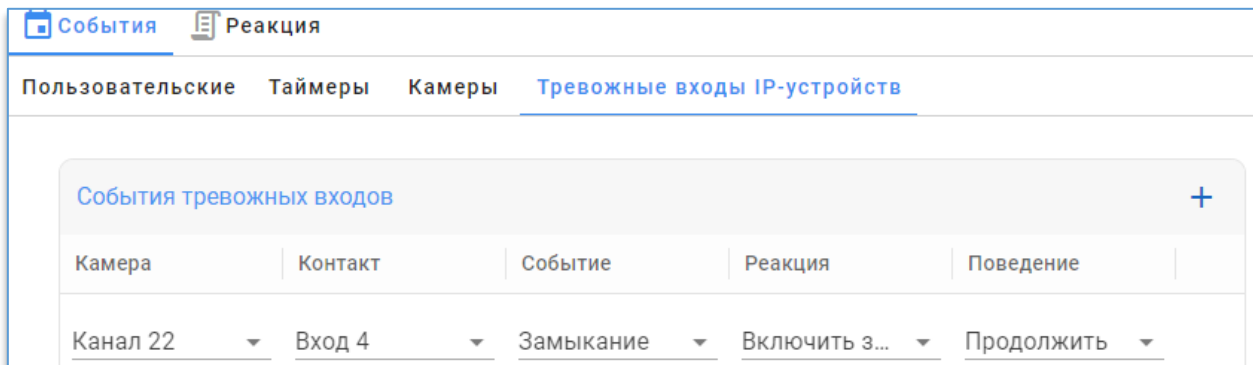 События Реакция
Пользовательские Таймеры Камеры Тревожные входы IP-устройств
События тревожных входов +
Камера Контакт Событие Реакция Поведение
Канал 22 Вход 4 Замыкание Включить з... Продолжить